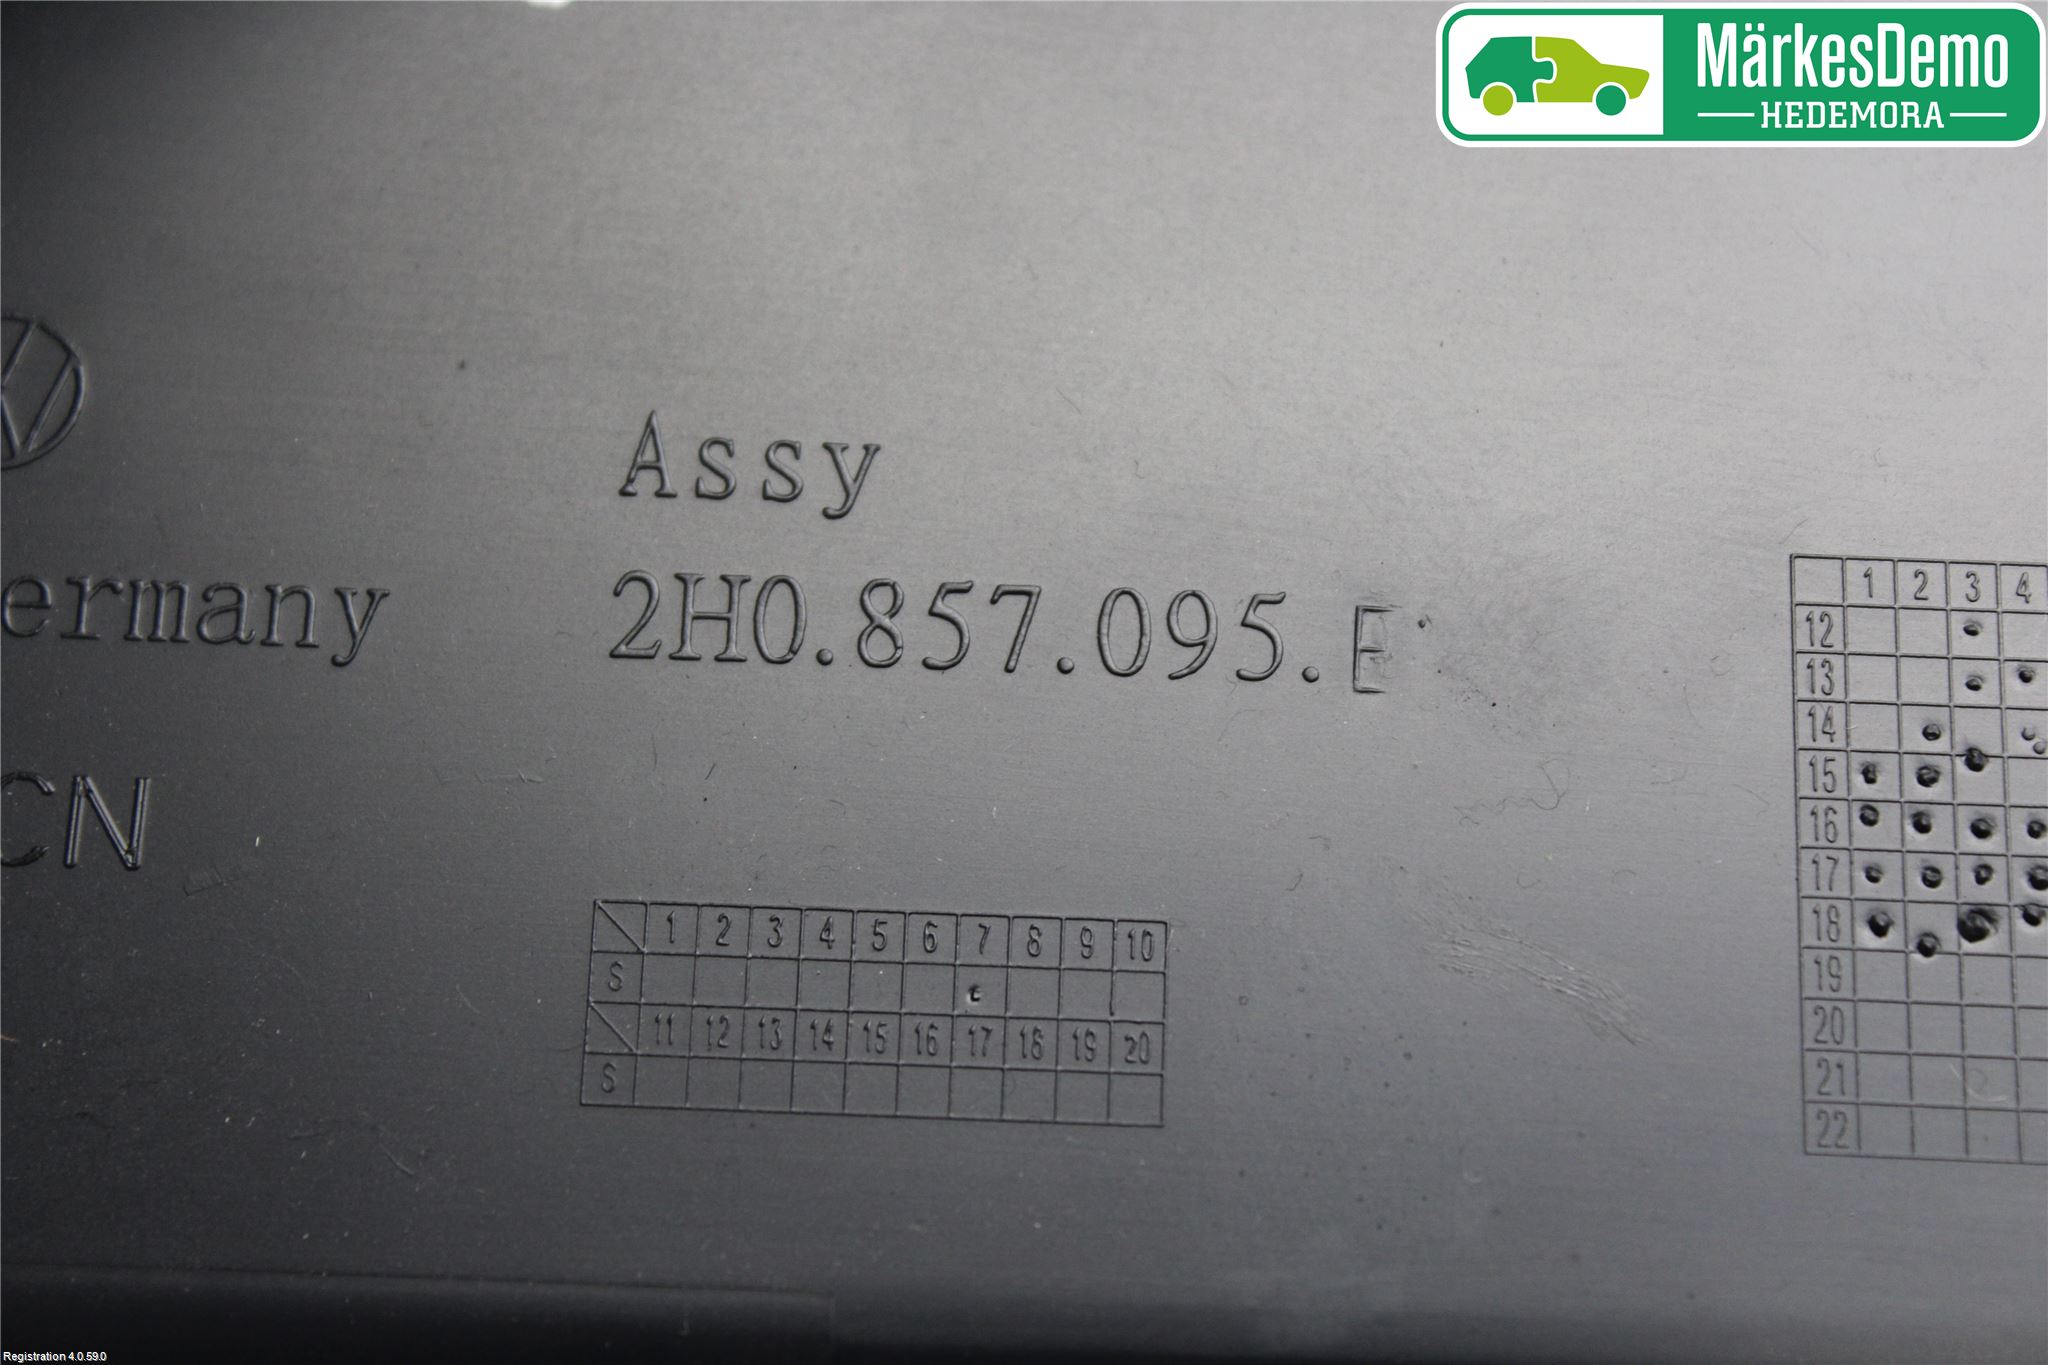 MärkesDemo
HEDEMORA
Assy
ermany
2H0.857.095.E
CN
1 2 3 4
12
13
14
15
16
17
18
19
20
21
22
1 2 3 4 5 6 7 8 9 10
S
11 12 13 14 15 16 17 18 19 20
S
Registration 4.0.59.0